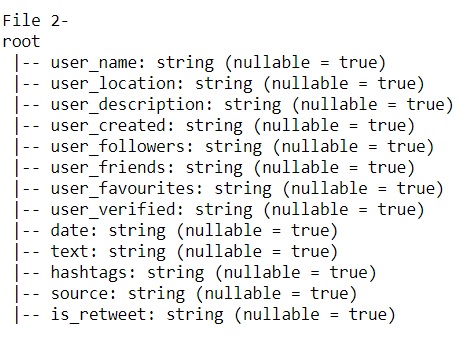 File 2-
root
 |-- user_name: string (nullable = true)
 |-- user_location: string (nullable = true)
 |-- user_description: string (nullable = true)
 |-- user_created: string (nullable = true)
 |-- user_followers: string (nullable = true)
 |-- user_friends: string (nullable = true)
 |-- user_favourites: string (nullable = true)
 |-- user_verified: string (nullable = true)
 |-- date: string (nullable = true)
 |-- text: string (nullable = true)
 |-- hashtags: string (nullable = true)
 |-- source: string (nullable = true)
 |-- is_retweet: string (nullable = true)